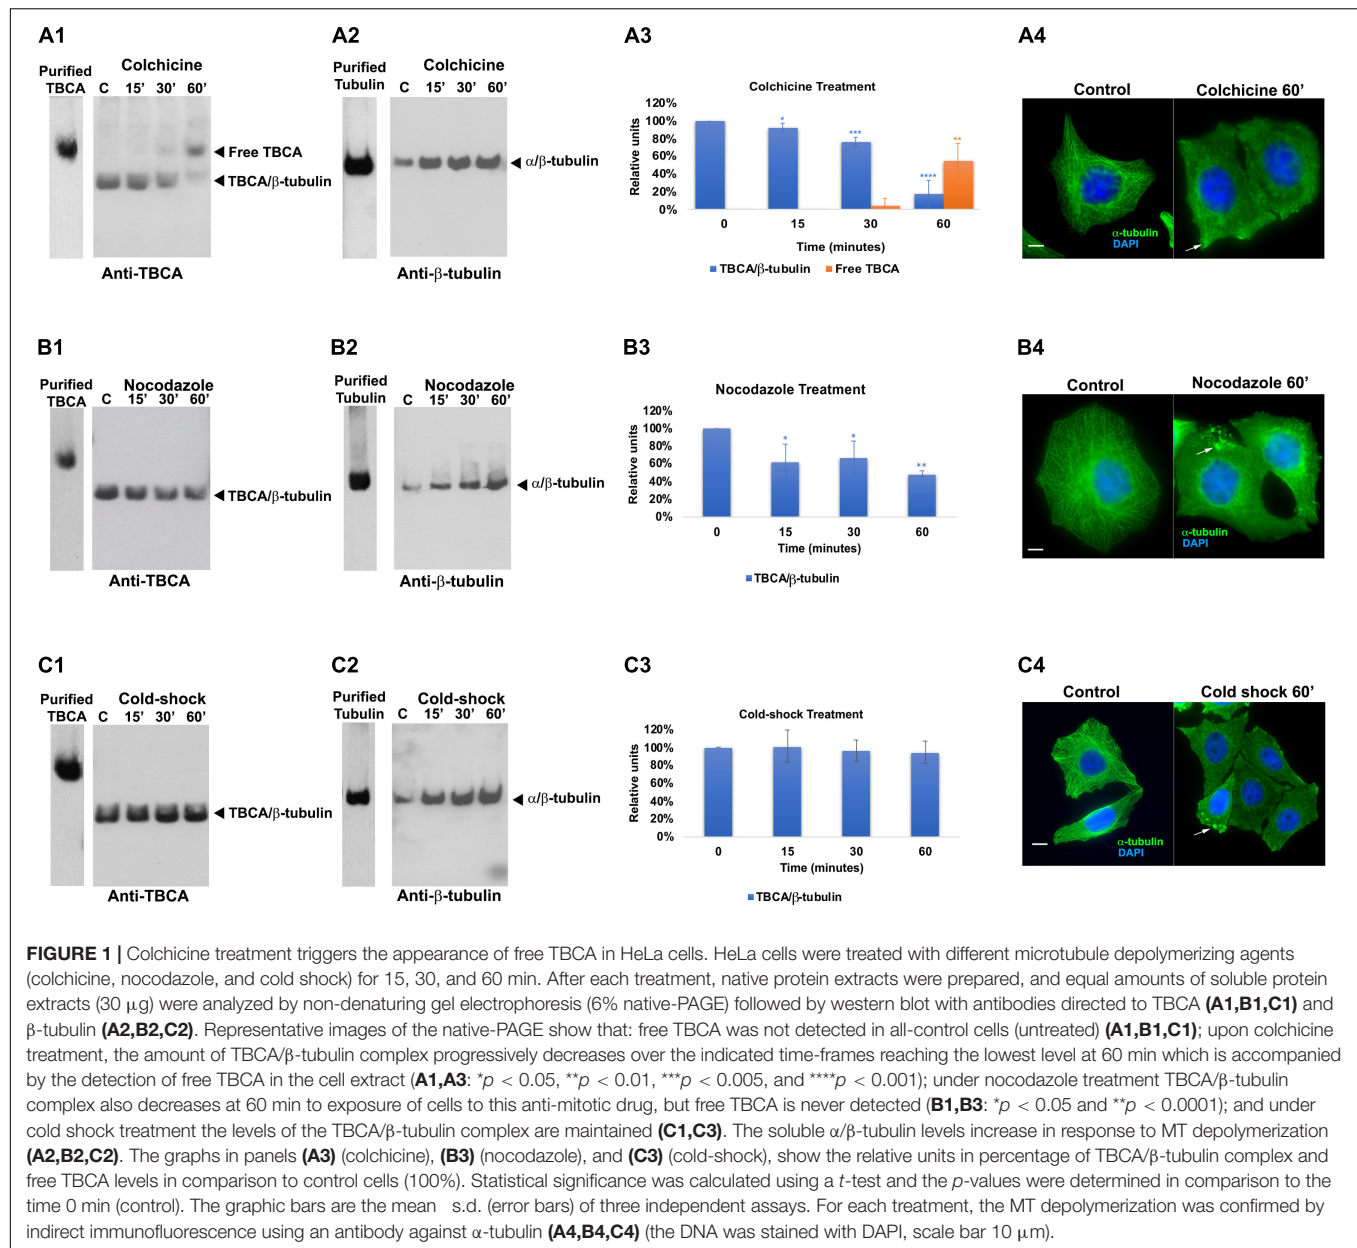 A1
Purified
TBCA
Colchicine
C 15' 30' 60'
Free TBCA
TBCA/β-tubulin
Anti-TBCA
A2
Purified
Tubulin
Colchicine
C 15' 30' 60'
α/β-tubulin
Anti-β-tubulin
A3
Colchicine Treatment
Relative units
120%
100%
80%
60%
40%
20%
0%
*
***
****
**
0 15 30 60
Time (minutes)
TBCA/β-tubulin Free TBCA
A4
Control
Colchicine 60'
α-tubulin
DAPI
B1
Purified
TBCA
Nocodazole
C 15' 30' 60'
TBCA/β-tubulin
Anti-TBCA
B2
Purified
Tubulin
Nocodazole
C 15' 30' 60'
α/β-tubulin
Anti-β-tubulin
B3
Nocodazole Treatment
Relative units
120%
100%
80%
60%
40%
20%
0%
*
*
**
0 15 30 60
Time (minutes)
TBCA/β-tubulin
B4
Control
Nocodazole 60'
α-tubulin
DAPI
C1
Purified
TBCA
Cold-shock
C 15' 30' 60'
TBCA/β-tubulin
Anti-TBCA
C2
Purified
Tubulin
Cold-shock
C 15' 30' 60'
α/β-tubulin
Anti-β-tubulin
C3
Cold-shock Treatment
Relative units
120%
100%
80%
60%
40%
20%
0%
0 15 30 60
Time (minutes)
TBCA/β-tubulin
C4
Control
Cold shock 60'
α-tubulin
DAPI
FIGURE 1 | Colchicine treatment triggers the appearance of free TBCA in HeLa cells. HeLa cells were treated with different microtubule depolymerizing agents
(colchicine, nocodazole, and cold shock) for 15, 30, and 60 min. After each treatment, native protein extracts were prepared, and equal amounts of soluble protein
extracts (30 μg) were analyzed by non-denaturing gel electrophoresis (6% native-PAGE) followed by western blot with antibodies directed to TBCA (A1,B1,C1) and
β-tubulin (A2,B2,C2). Representative images of the native-PAGE show that: free TBCA was not detected in all-control cells (untreated) (A1,B1,C1); upon colchicine
treatment, the amount of TBCA/β-tubulin complex progressively decreases over the indicated time-frames reaching the lowest level at 60 min which is accompanied
by the detection of free TBCA in the cell extract (A1,A3: *p < 0.05, **p < 0.01, ***p < 0.005, and ****p < 0.001); under nocodazole treatment TBCA/β-tubulin
complex also decreases at 60 min to exposure of cells to this anti-mitotic drug, but free TBCA is never detected (B1,B3: *p < 0.05 and **p < 0.0001); and under
cold shock treatment the levels of the TBCA/β-tubulin complex are maintained (C1,C3). The soluble α/β-tubulin levels increase in response to MT depolymerization
(A2,B2,C2). The graphs in panels (A3) (colchicine), (B3) (nocodazole), and (C3) (cold-shock), show the relative units in percentage of TBCA/β-tubulin complex and
free TBCA levels in comparison to control cells (100%). Statistical significance was calculated using a t-test and the p-values were determined in comparison to the
time 0 min (control). The graphic bars are the mean s.d. (error bars) of three independent assays. For each treatment, the MT depolymerization was confirmed by
indirect immunofluorescence using an antibody against α-tubulin (A4,B4,C4) (the DNA was stained with DAPI, scale bar 10 μm).